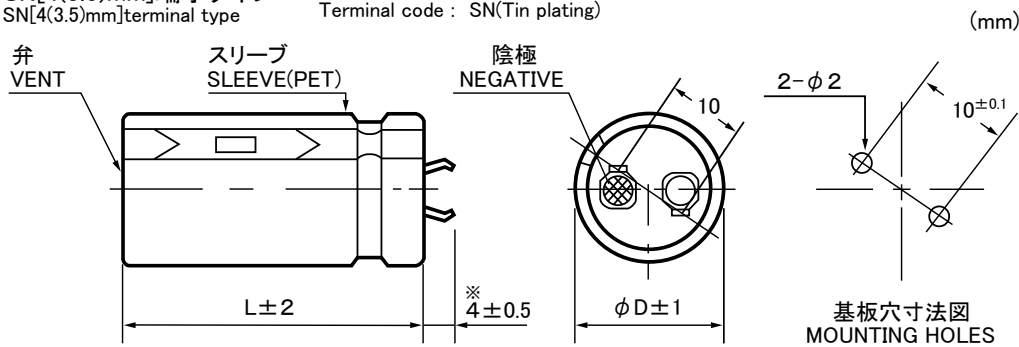 SN[4(3.5)mm]terminal type
Terminal code : SN(Tin plating)
(mm)
弁
VENT
スリーブ
SLEEVE(PET)
陰極
NEGATIVE
10
2-φ2
10±0.1
L±2
※
4±0.5
φD±1
基板穴寸法図
MOUNTING HOLES